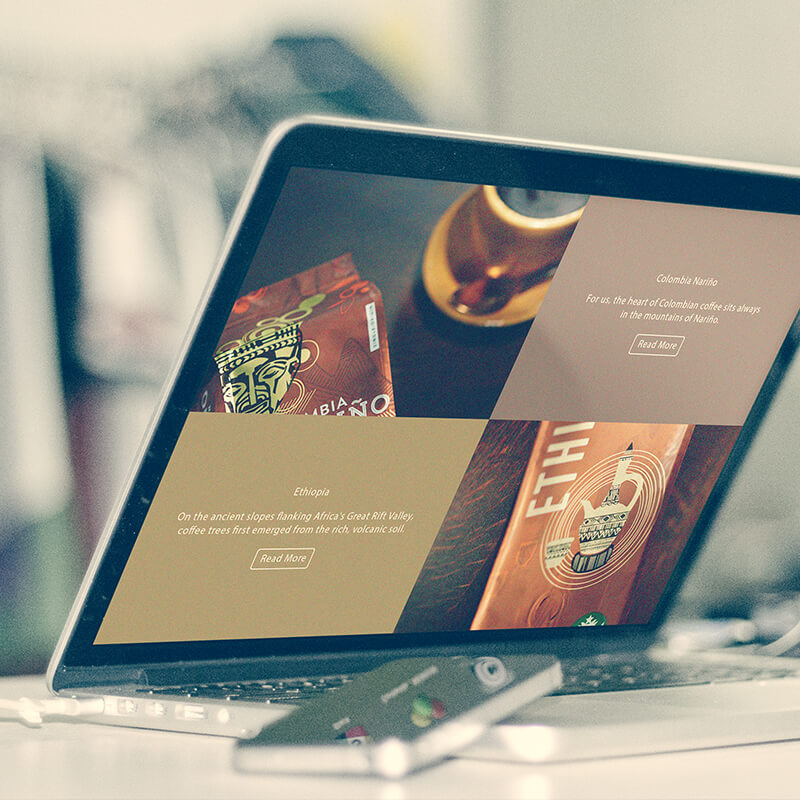 Colombia Nariño
For us, the heart of Colombian coffee sits always
in the mountains of Nariño.
Read More
Ethiopia
On the ancient slopes flanking Africa's Great Rift Valley,
coffee trees first emerged from the rich, volcanic soil.
Read More
ETHI